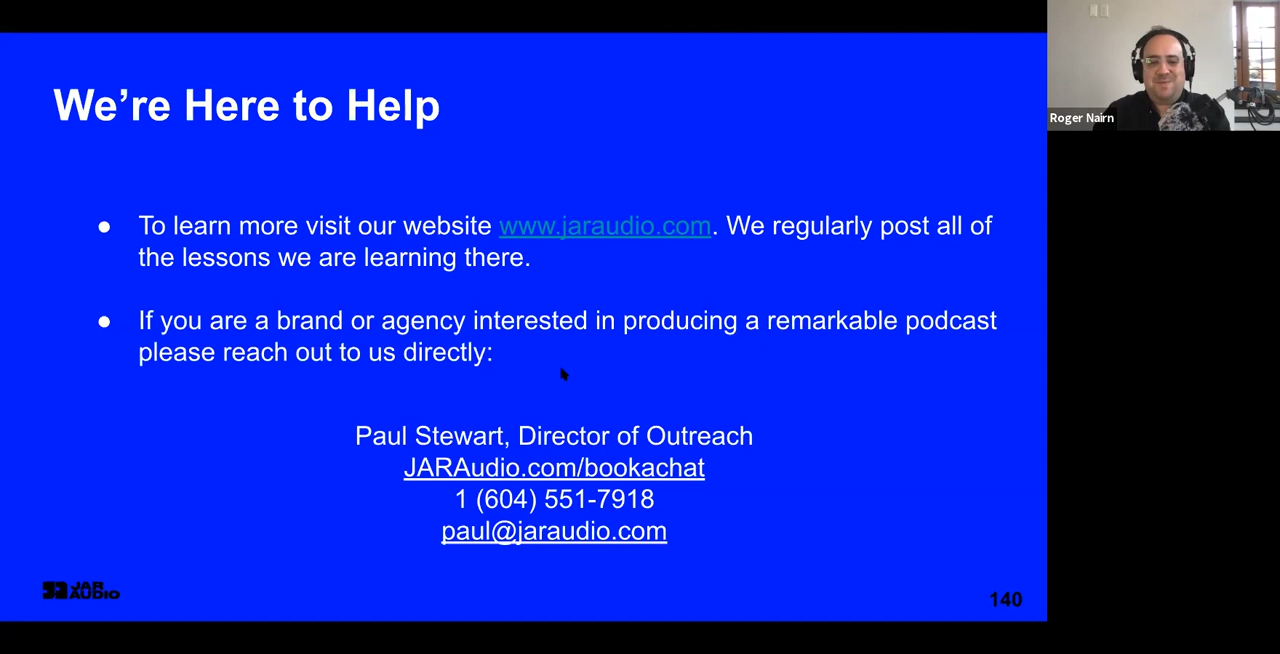 We're Here to Help
● To learn more visit our website www.jaraudio.com. We regularly post all of
the lessons we are learning there.
● If you are a brand or agency interested in producing a remarkable podcast
please reach out to us directly:
Paul Stewart, Director of Outreach
JARAudio.com/bookachat
1 (604) 551-7918
paul@jaraudio.com
JAR
AUDIO
140
Roger Nairn